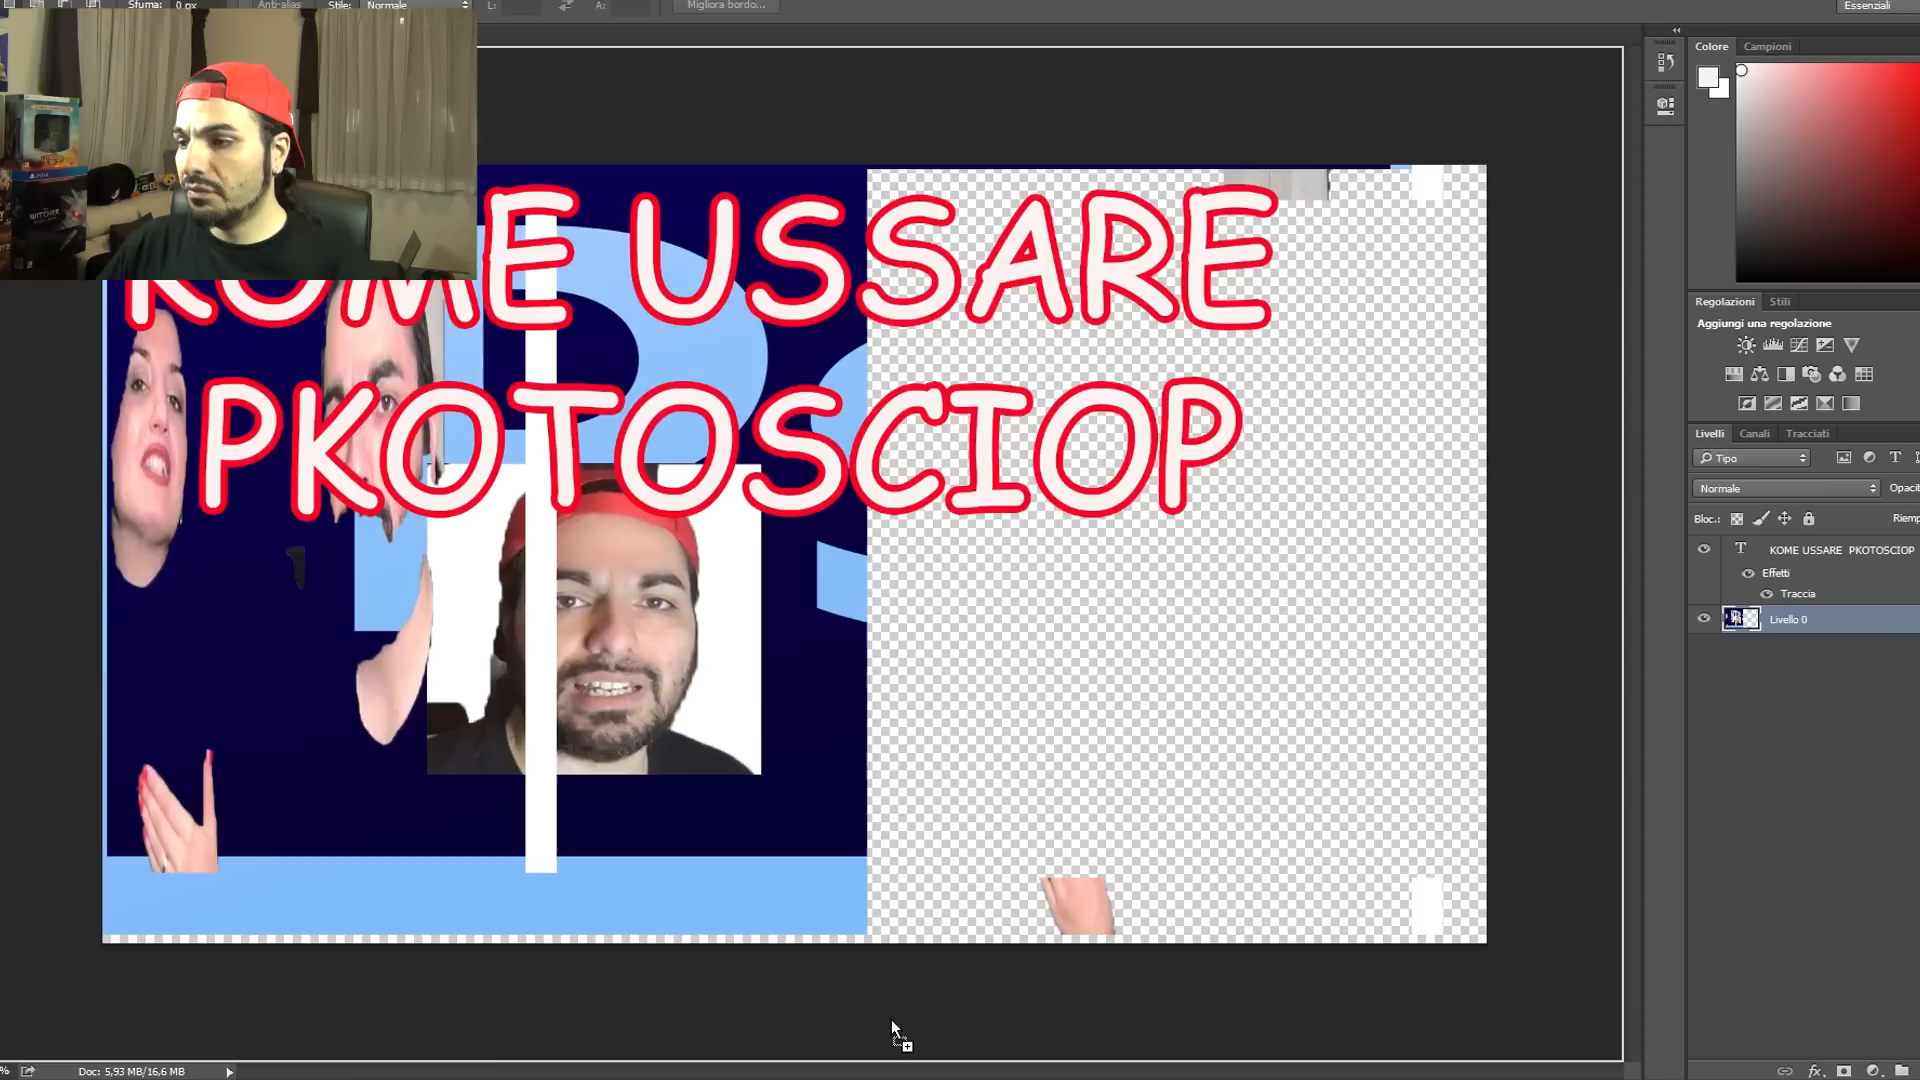 Sfuma: 0 px Anti-alias Stile: Normale L: A: Migliora bordo... Essenziali
Colore Campioni
KOME USSARE
PKOTOSCIOP
Regolazioni Stili
Aggiungi una regolazione
Livelli Canali Tracciati
Tipo
Normale Opacit
Bloc.: Riemp
T KOME USSARE PKOTOSCIOP
Effetti
Traccia
Livello 0
% Doc: 5,93 MB/16,6 MB
fx